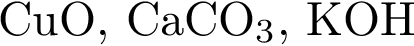 CuO, CaCO₃, KOH